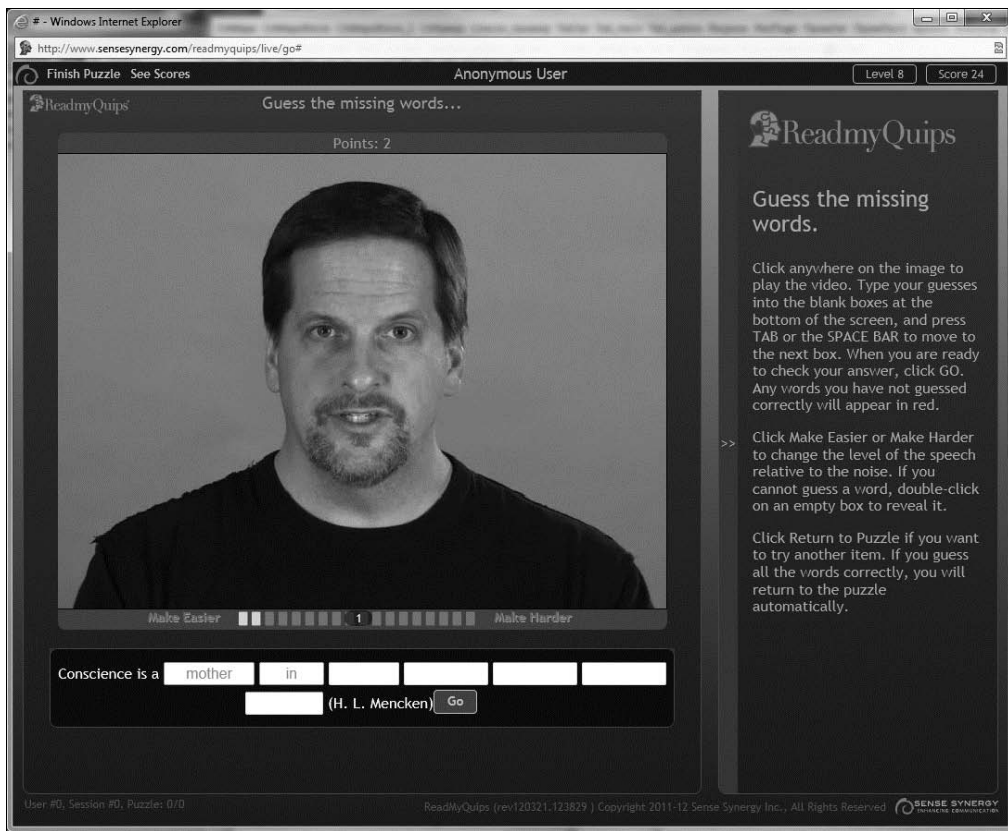 # - Windows Internet Explorer
http://www.sensesynergy.com/readmyquips/live/go#
Finish Puzzle See Scores Anonymous User Level 8 Score 24
ReadmyQuips Guess the missing words...
Points: 2
Make Easier 1 Make Harder
Conscience is a mother in
(H. L. Mencken) Go
User #0, Session #0, Puzzle: 0/0
ReadmyQuips
Guess the missing
words.
Click anywhere on the image to
play the video. Type your guesses
into the blank boxes at the
bottom of the screen, and press
TAB or the SPACE BAR to move to
the next box. When you are ready
to check your answer, click GO.
Any words you have not guessed
correctly will appear in red.
>>
Click Make Easier or Make Harder
to change the level of the speech
relative to the noise. If you
cannot guess a word, double-click
on an empty box to reveal it.
Click Return to Puzzle if you want
to try another item. If you guess
all the words correctly, you will
return to the puzzle
automatically.
ReadMyQuips (rev120321.123829 ) Copyright 2011-12 Sense Synergy Inc., All Rights Reserved
SENSE SYNERGY
ENHANCING COMMUNICATION